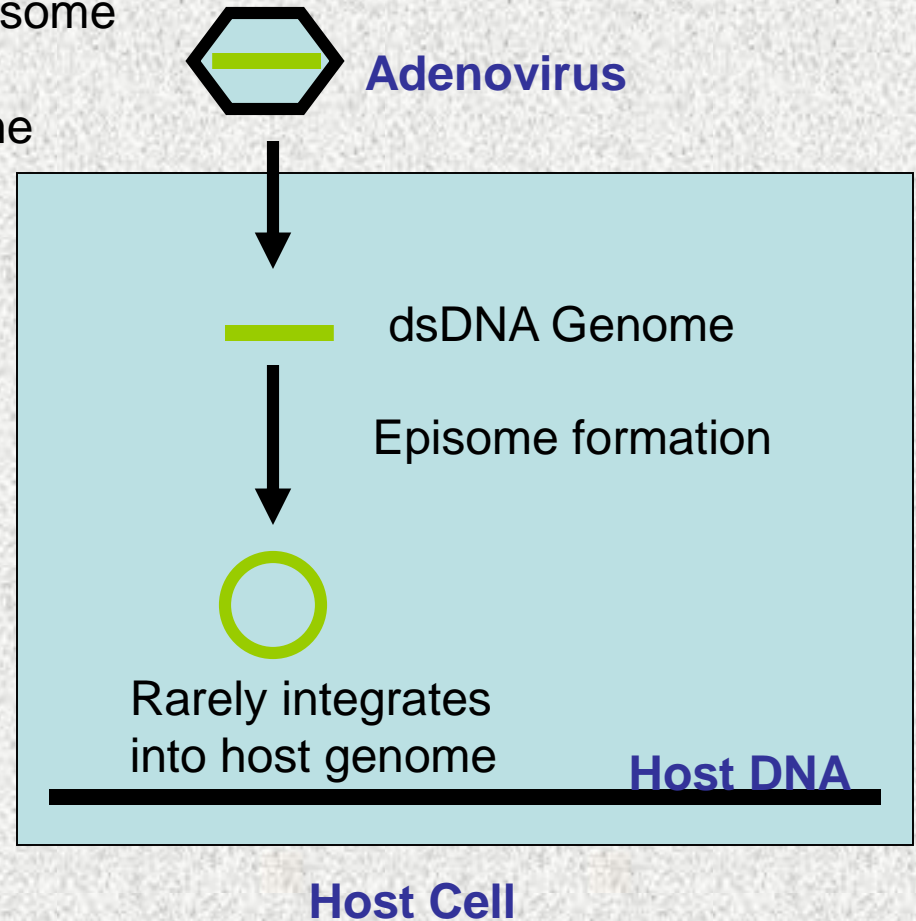 some
Adenovirus
ne
dsDNA Genome
Episome formation
Rarely integrates
into host genome
Host DNA
Host Cell